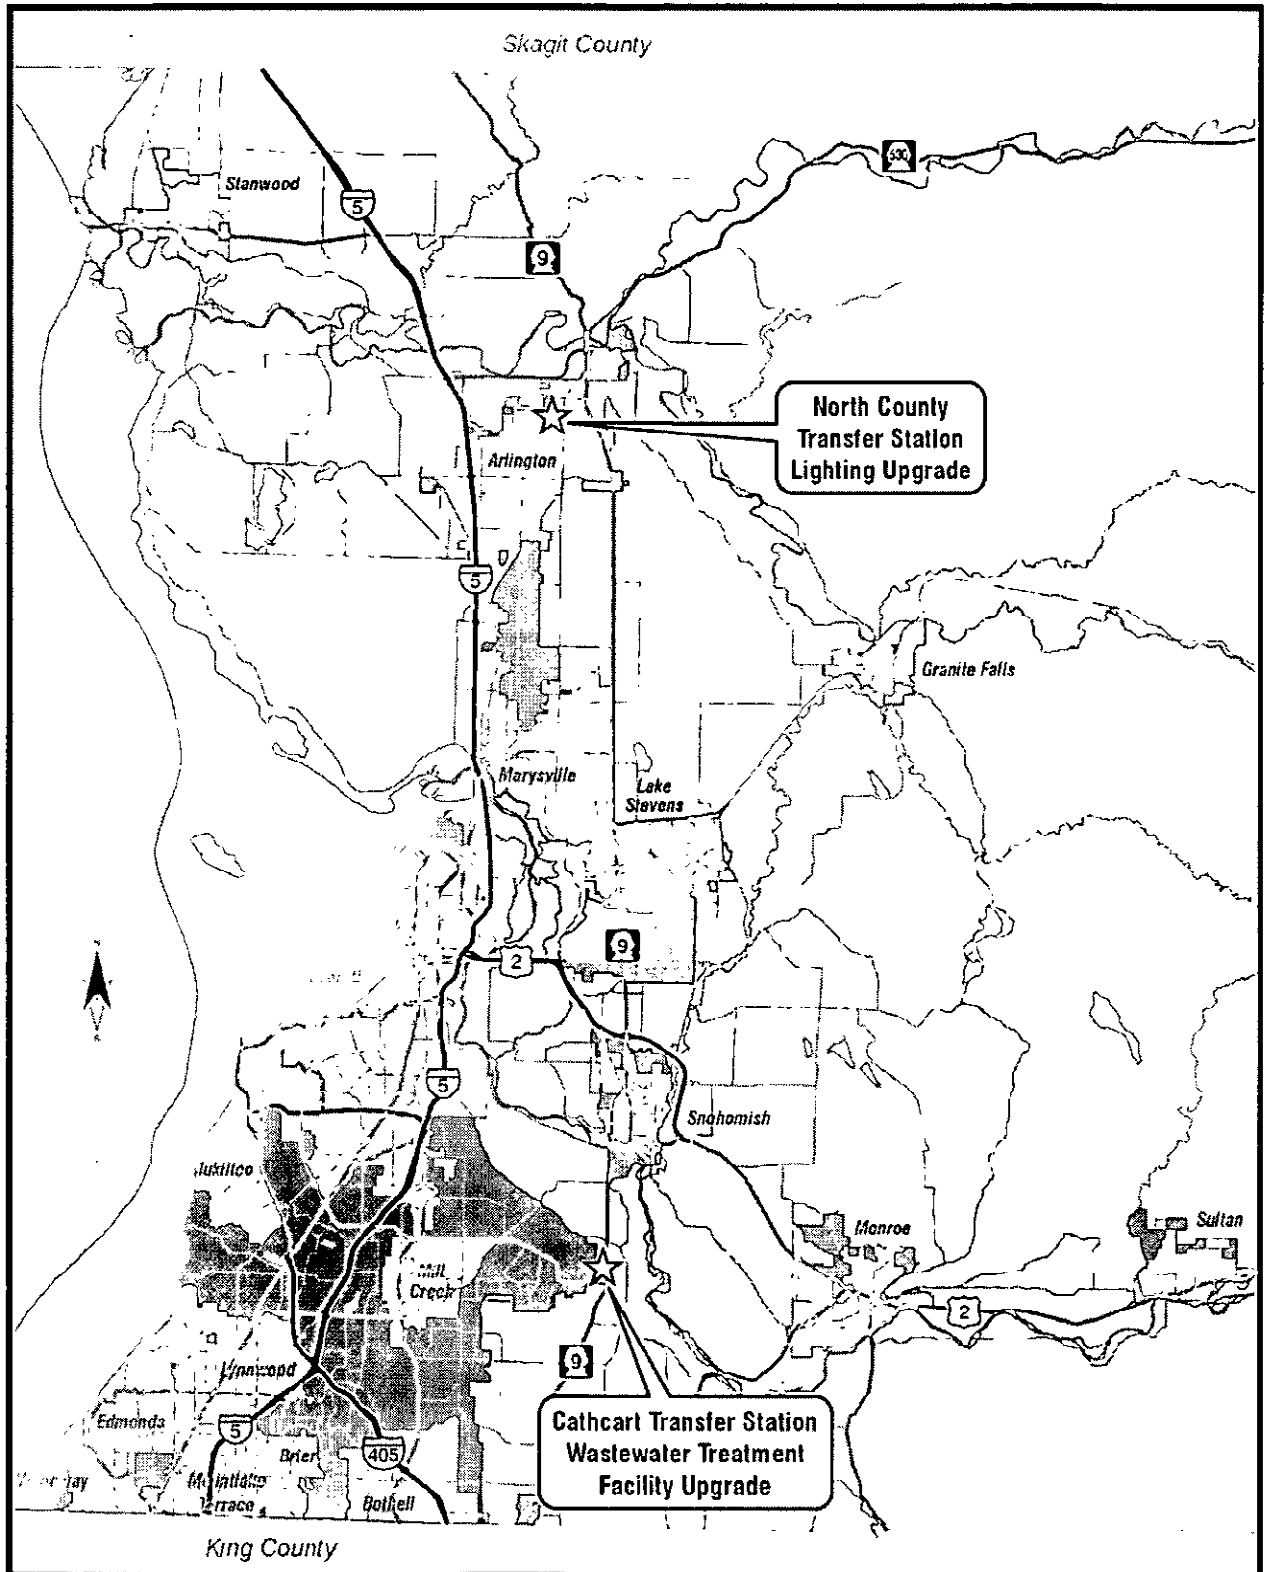 Skagit County
530
Stanwood
5
9
North County
Transfer Station
Lighting Upgrade
Arlington
5
Granite Falls
Marysville
Lake
Stevens
9
2
5
Snohomish
Sultan
Monroe
Mill
Creek
2
9
Lynnwood
Edmonds
5
Brier
405
Bothell
Cathcart Transfer Station
Wastewater Treatment
Facility Upgrade
King County